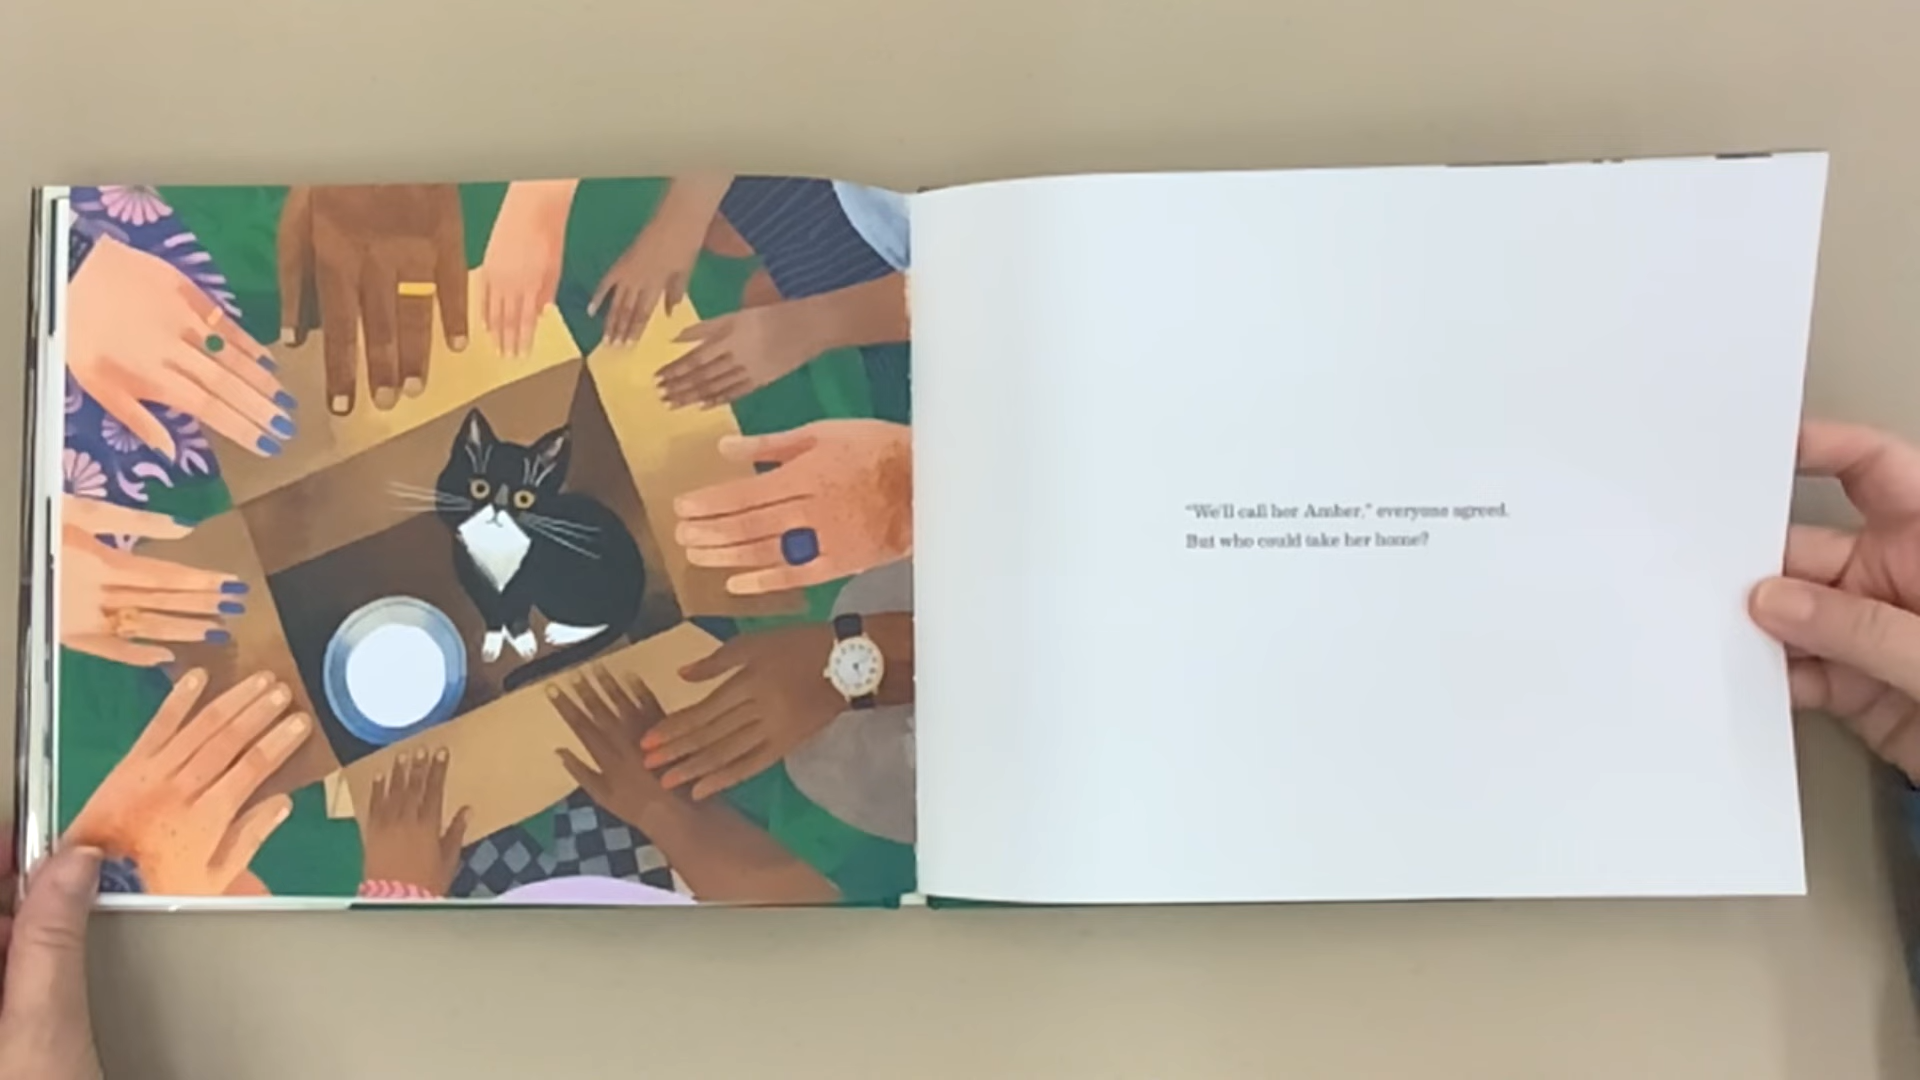 “We’ll call her Amber,” everyone agreed.
But who could take her home?